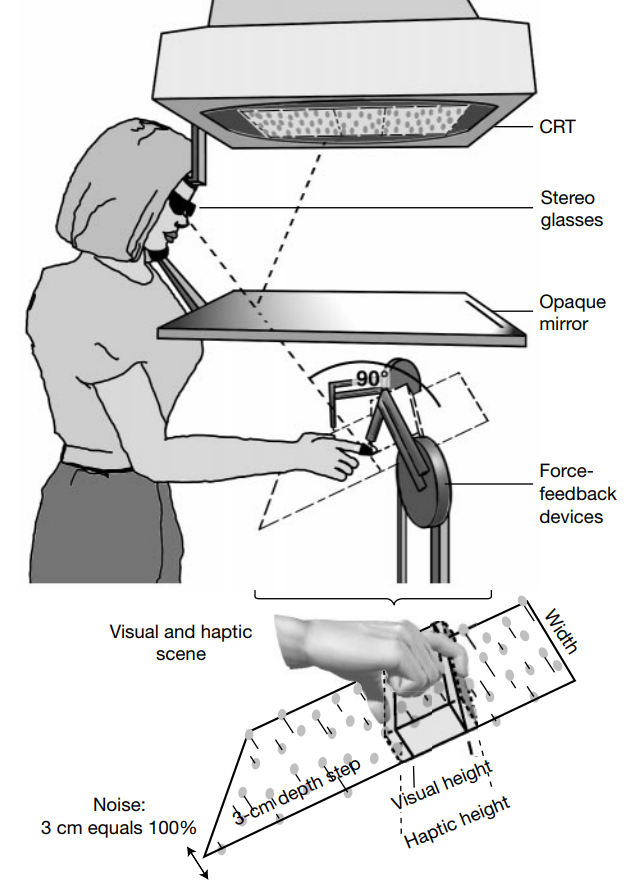 CRT
Stereo
glasses
Opaque
mirror
90°
Force-
feedback
devices
Visual and haptic
scene
Width
3-cm depth step
Visual height
Haptic height
Noise:
3 cm equals 100%